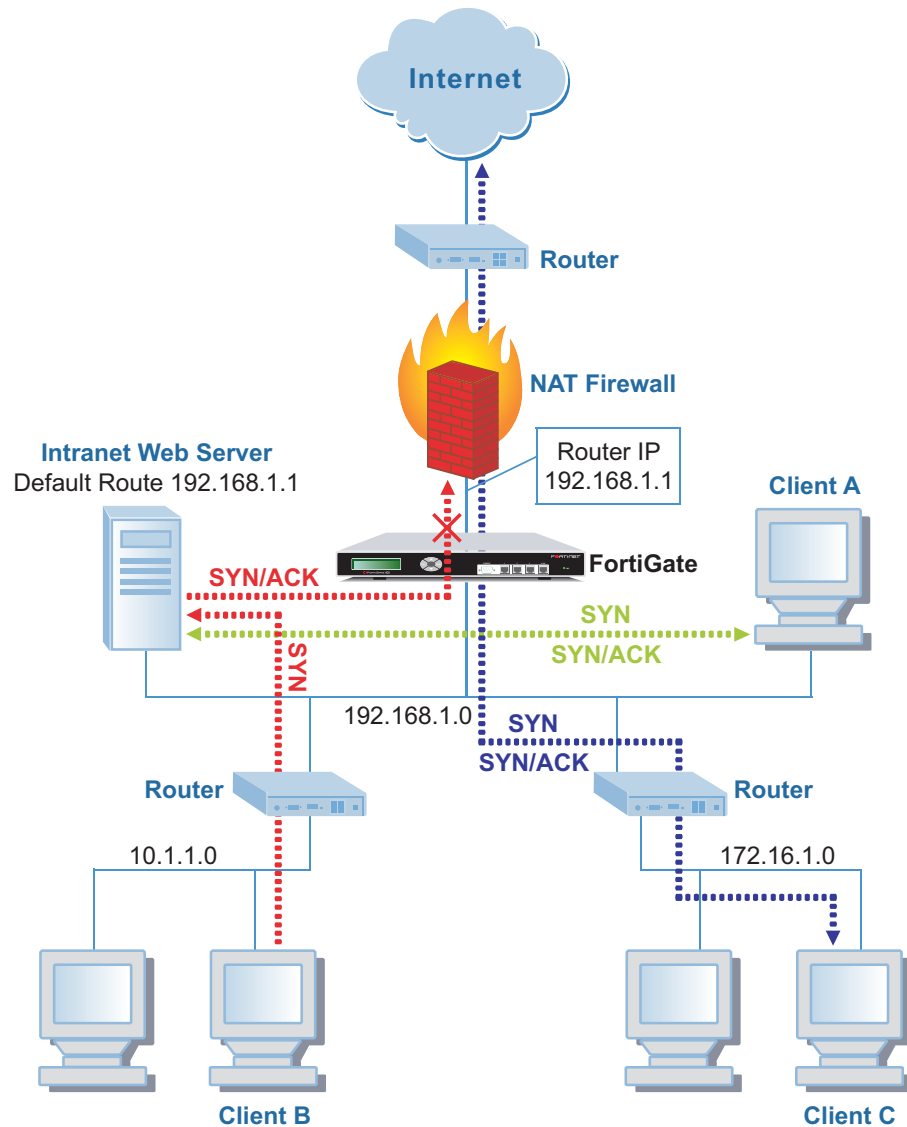 Internet
Router
NAT Firewall
Router IP
192.168.1.1
Intranet Web Server
Default Route 192.168.1.1
Client A
FORTINET
FortiGate
SYN/ACK
SYN
SYN
SYN/ACK
192.168.1.0
SYN
SYN/ACK
Router
Router
10.1.1.0
172.16.1.0
Client B
Client C